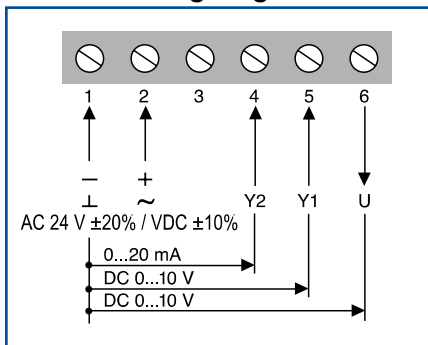 1 2 3 4 5 6
− +
⊥ ~ Y2 Y1 U
AC 24 V ±20% / VDC ±10%
0...20 mA
DC 0...10 V
DC 0...10 V